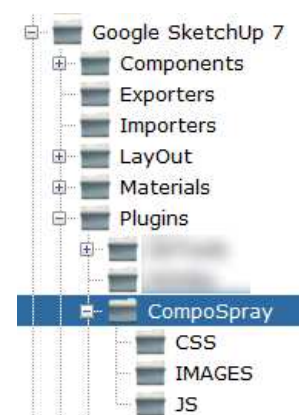 Google SketchUp 7
Components
Exporters
Importers
LayOut
Materials
Plugins
CompoSpray
CSS
IMAGES
JS